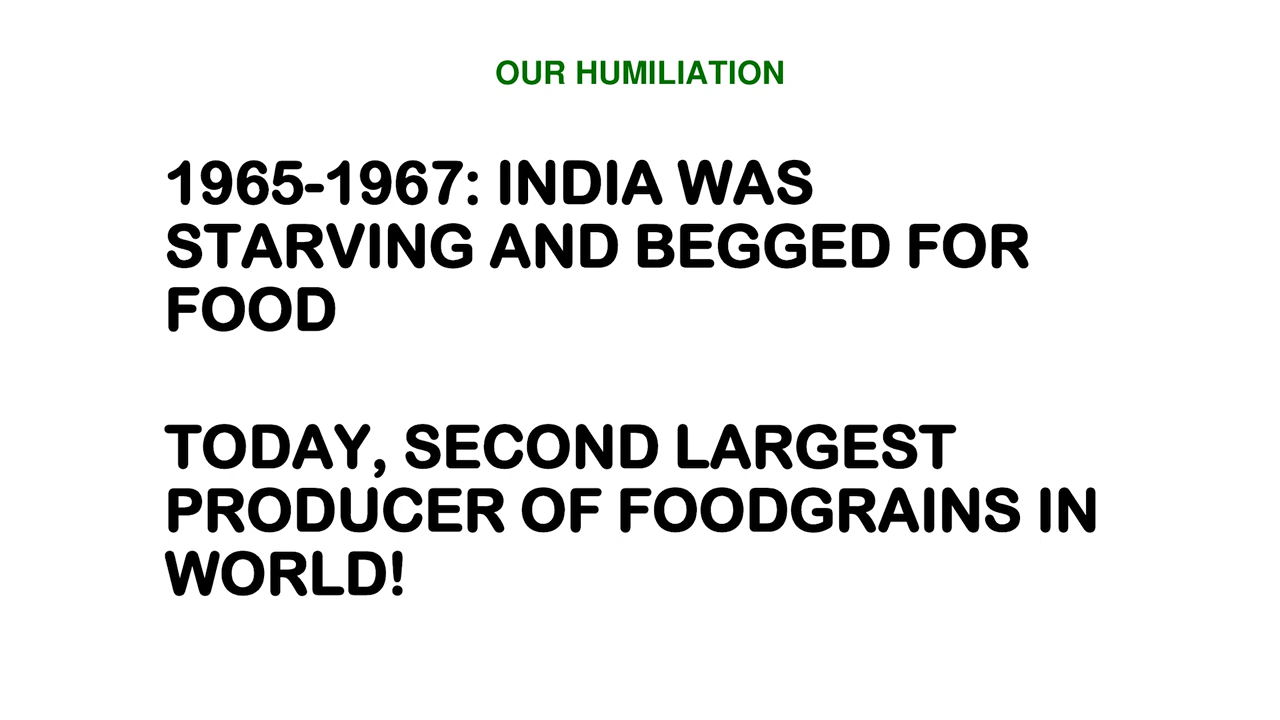 OUR HUMILIATION
1965-1967: INDIA WAS
STARVING AND BEGGED FOR
FOOD
TODAY, SECOND LARGEST
PRODUCER OF FOODGRAINS IN
WORLD!